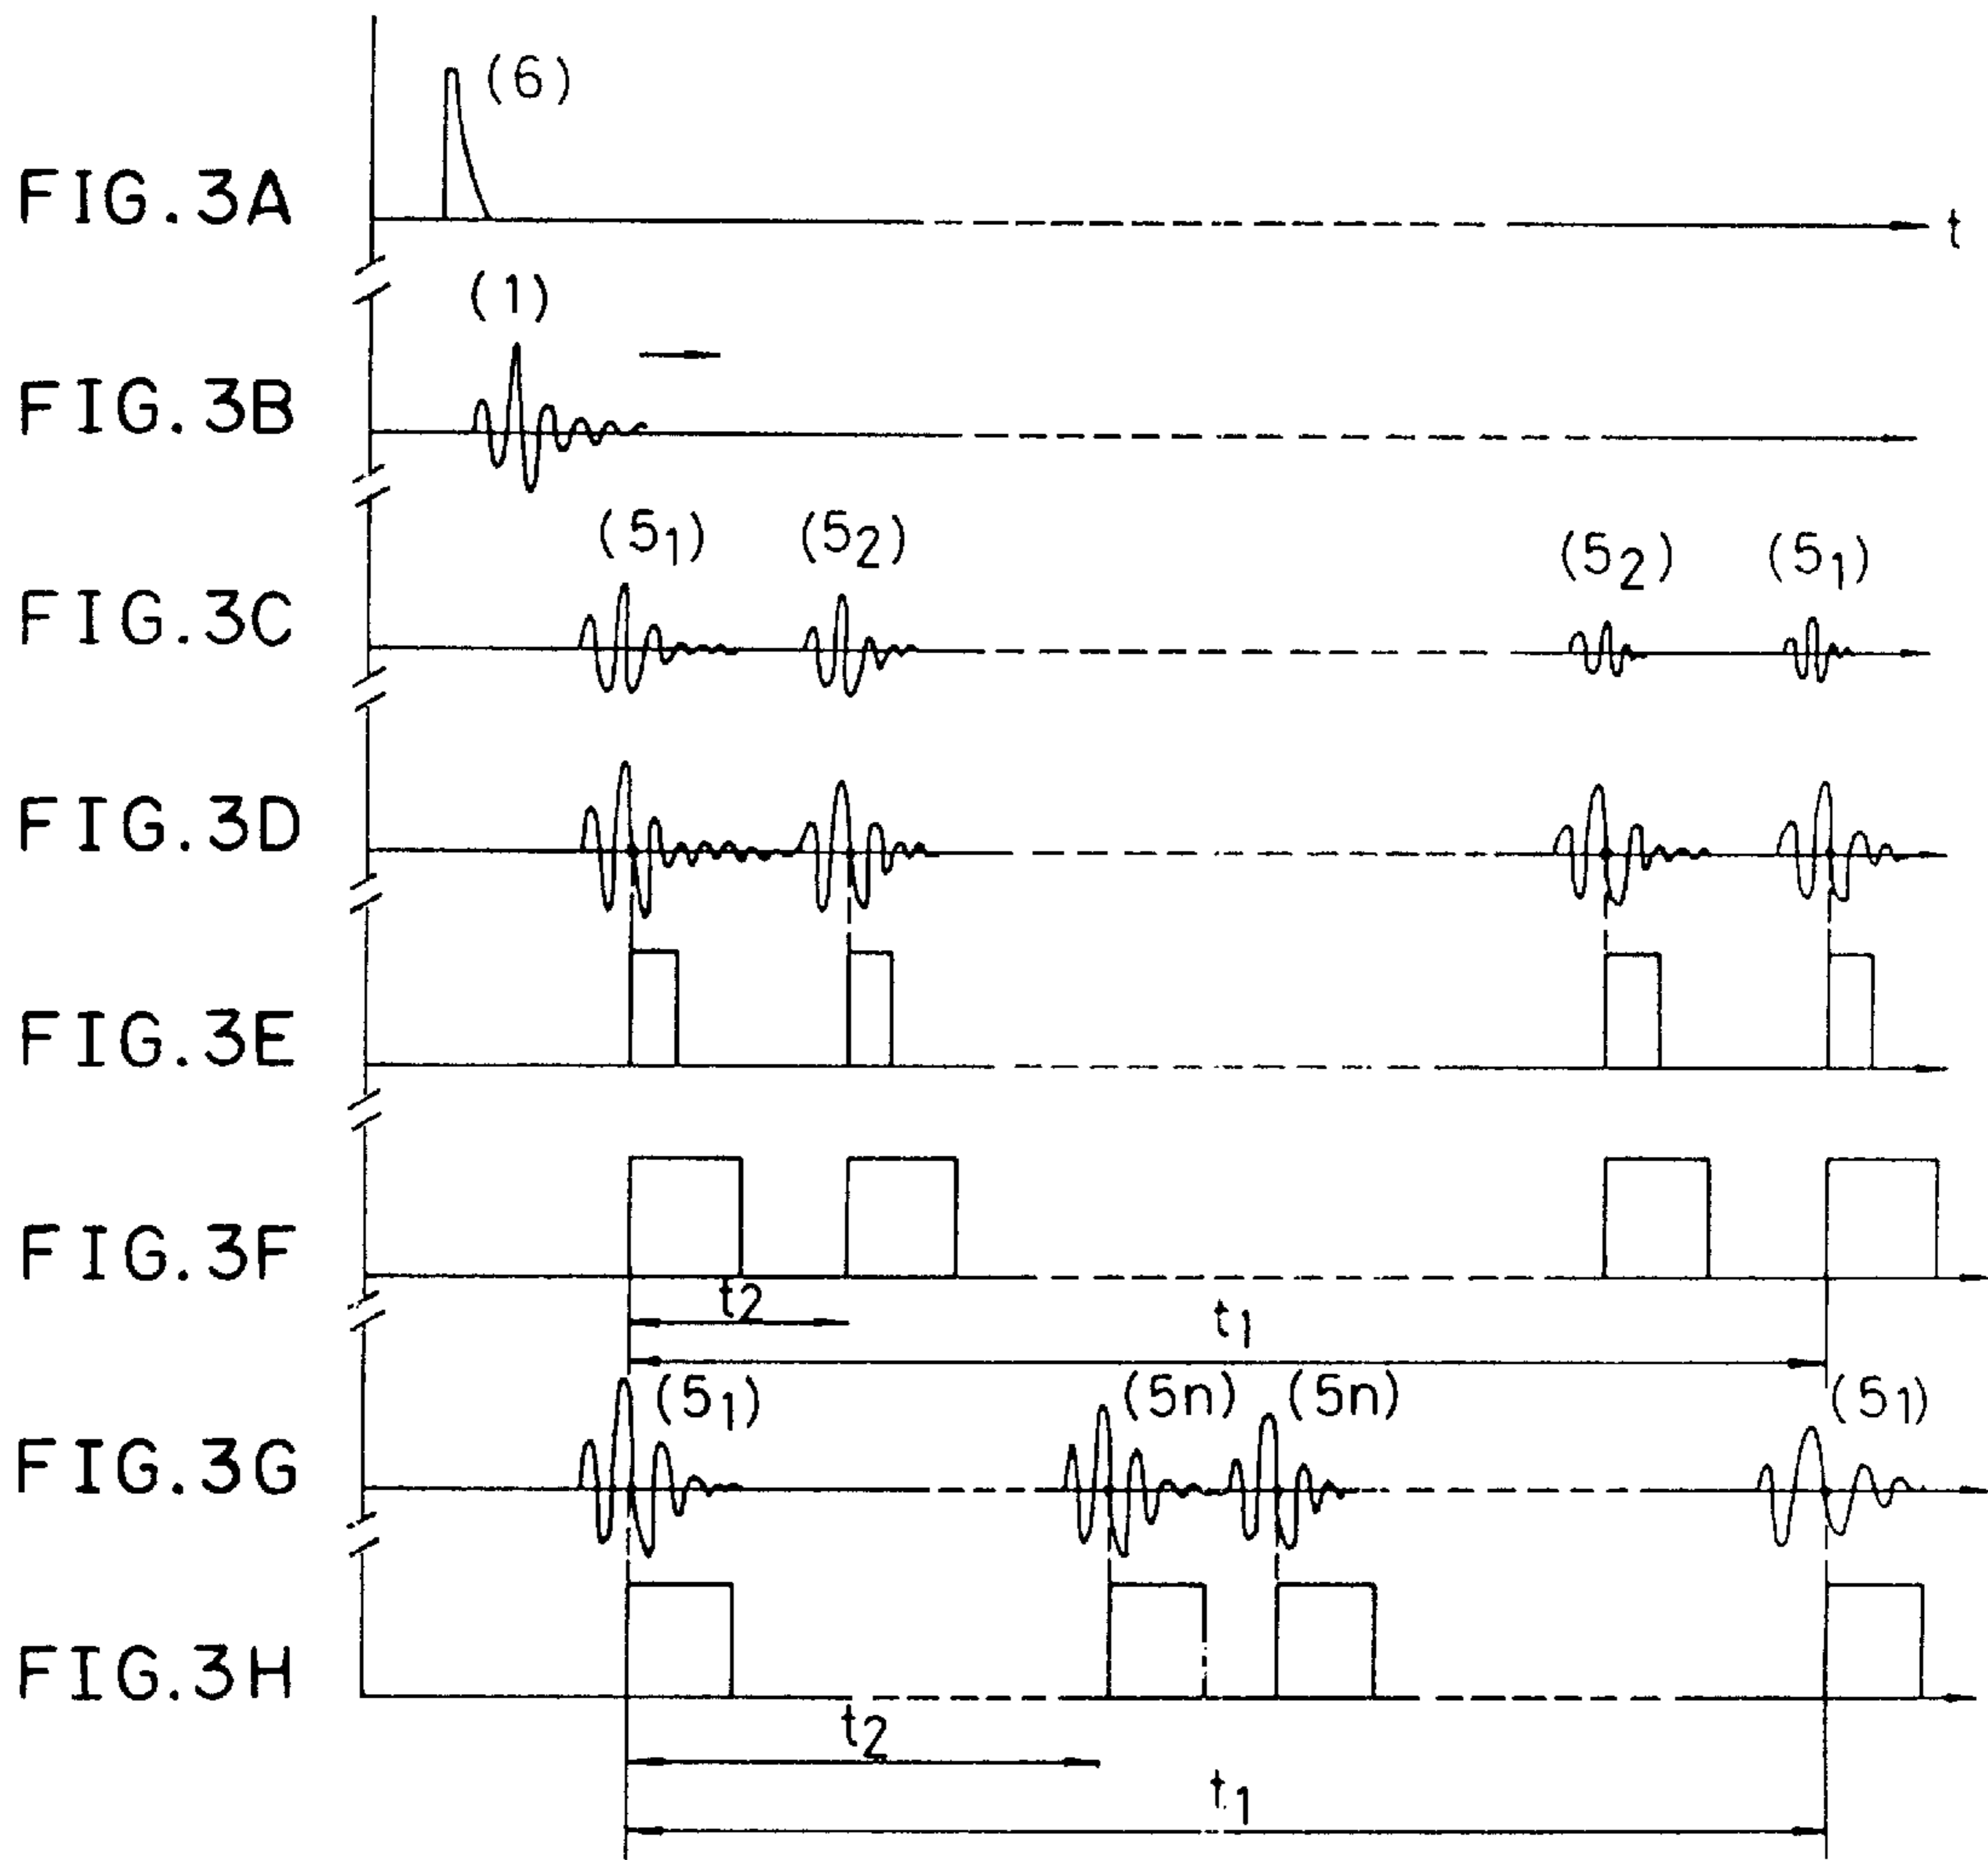 (6)
FIG.3A
t
(1)
FIG.3B
(5₁) (5₂) (5₂) (5₁)
FIG.3C
FIG.3D
FIG.3E
FIG.3F
t₂ t₁
(5₁) (5n) (5n) (5₁)
FIG.3G
FIG.3H
t₂
t₁